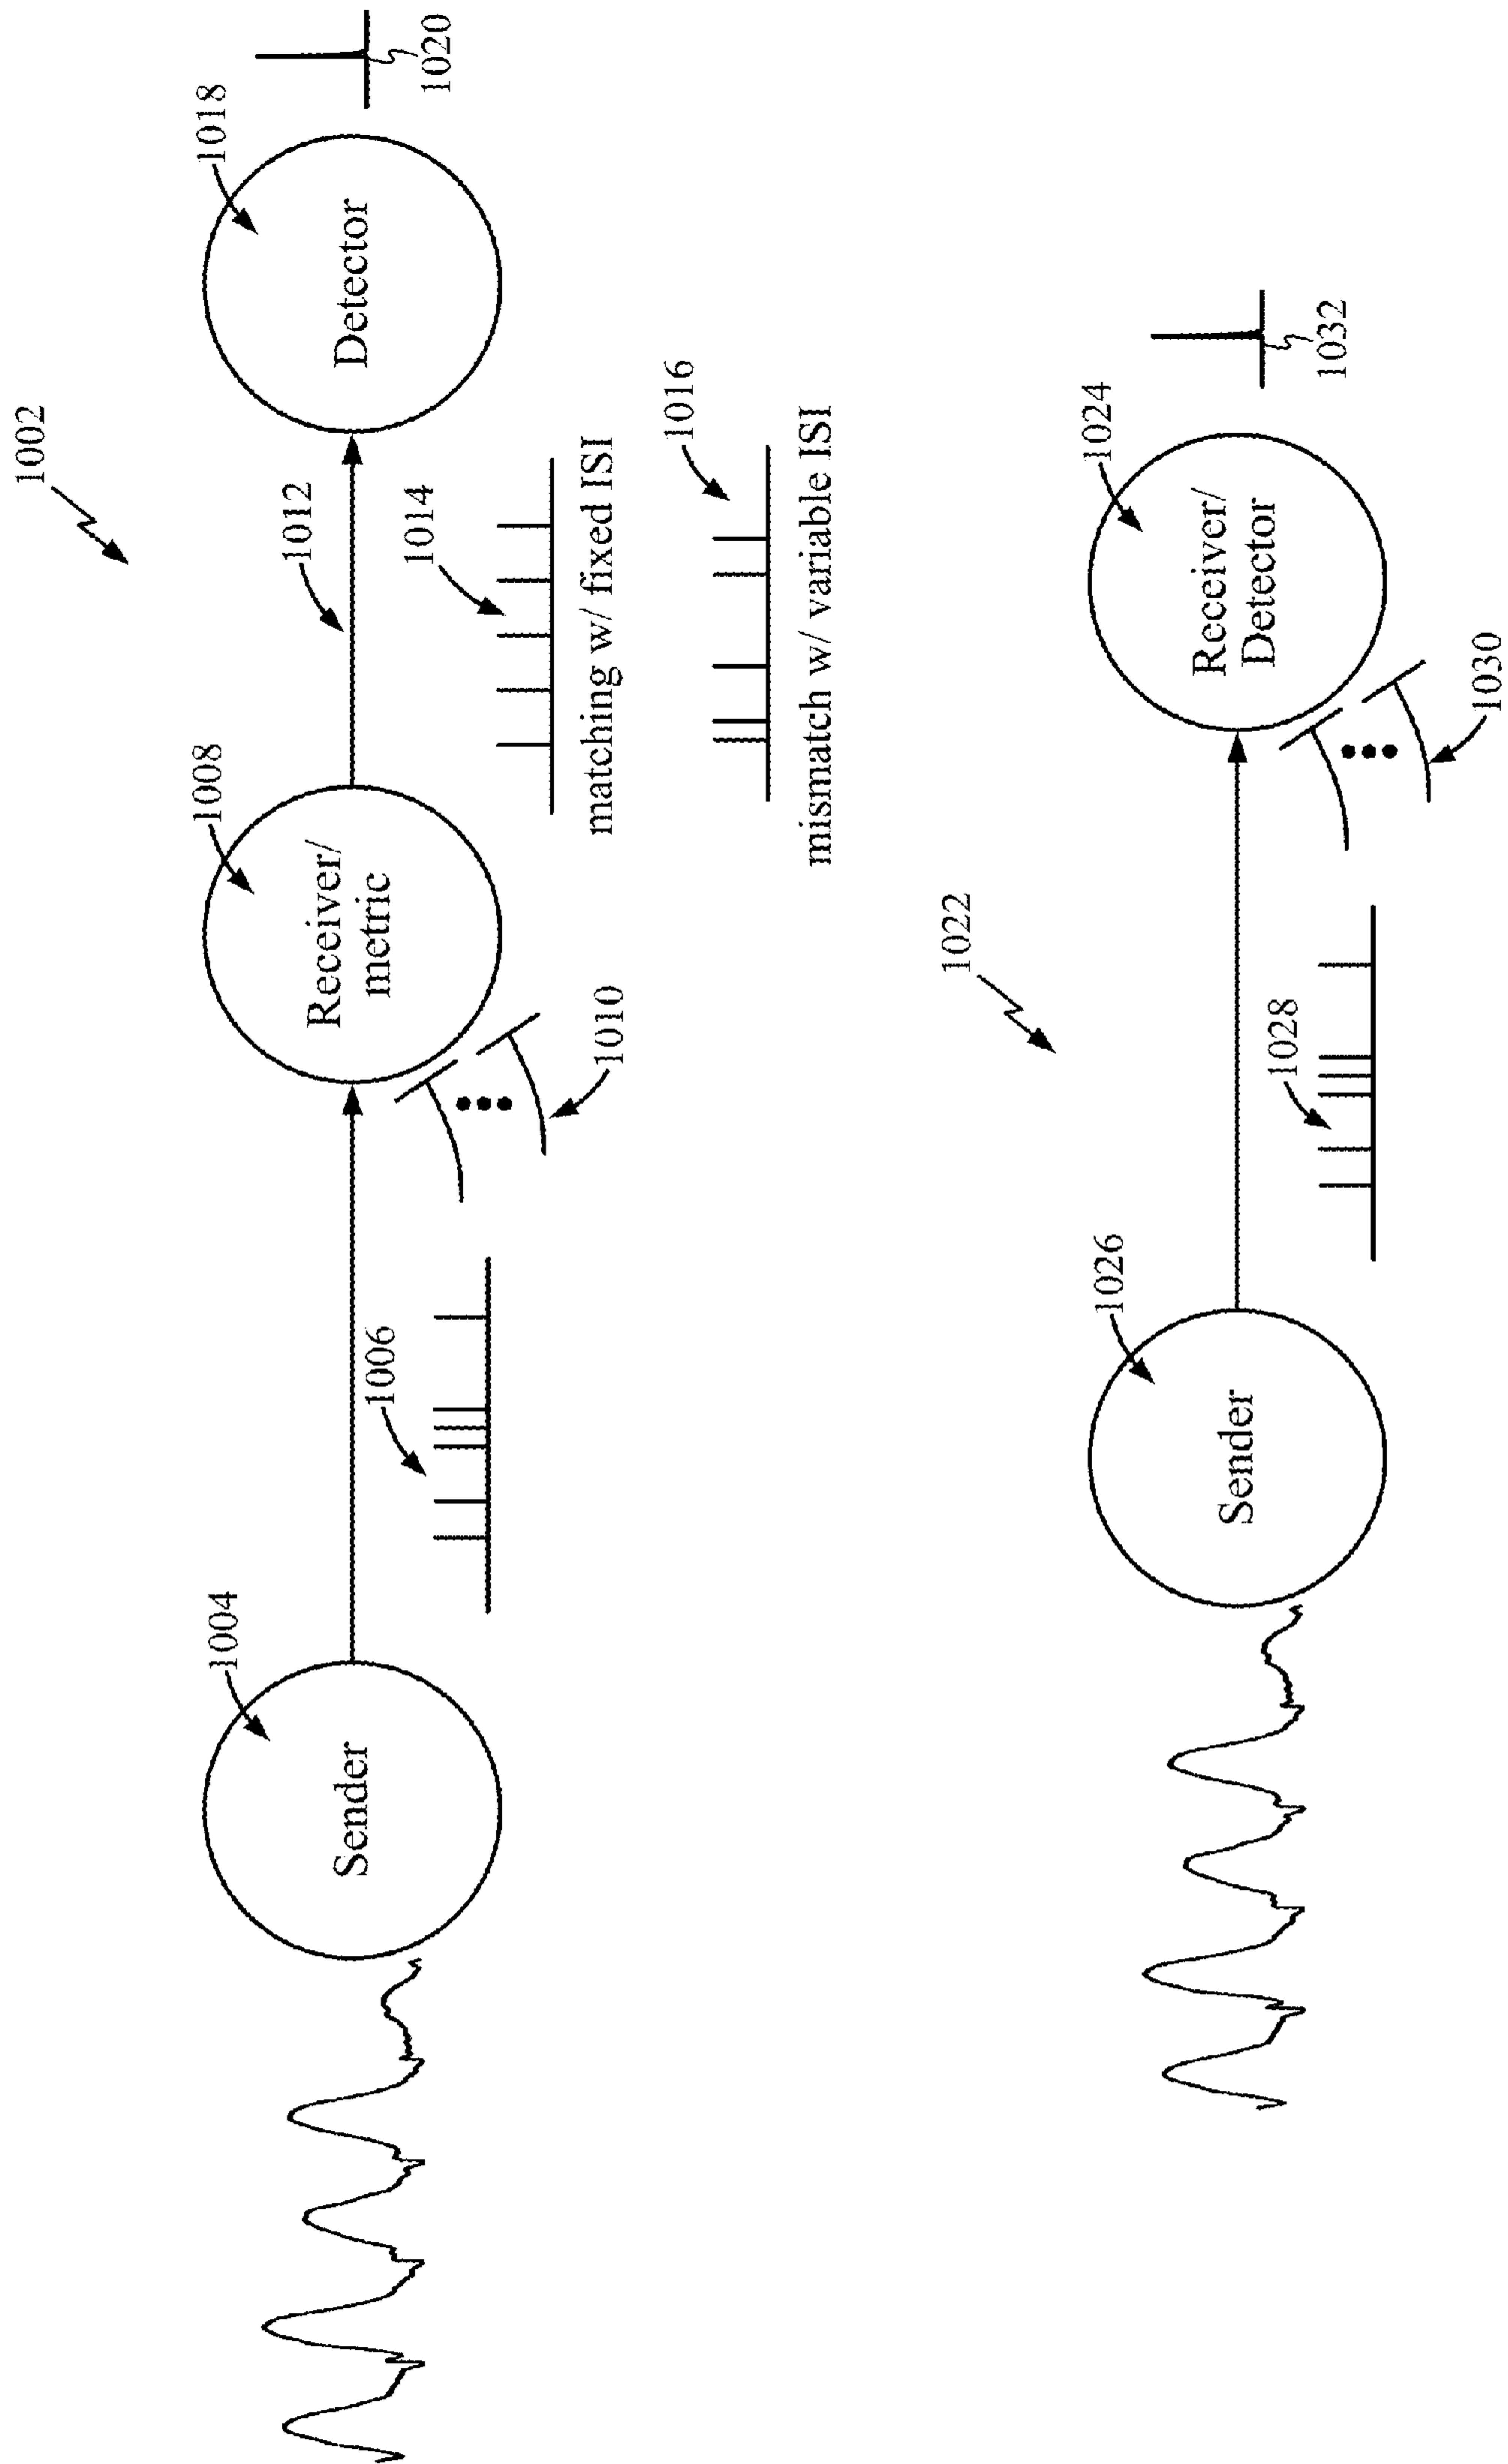 1002
1004
Sender
1006
1008
Receiver/
metric
1010
1012
1014
matching w/ fixed ISI
1016
mismatch w/ variable ISI
1018
Detector
1020
1022
1026
Sender
1028
1024
Receiver/
Detector
1030
1032